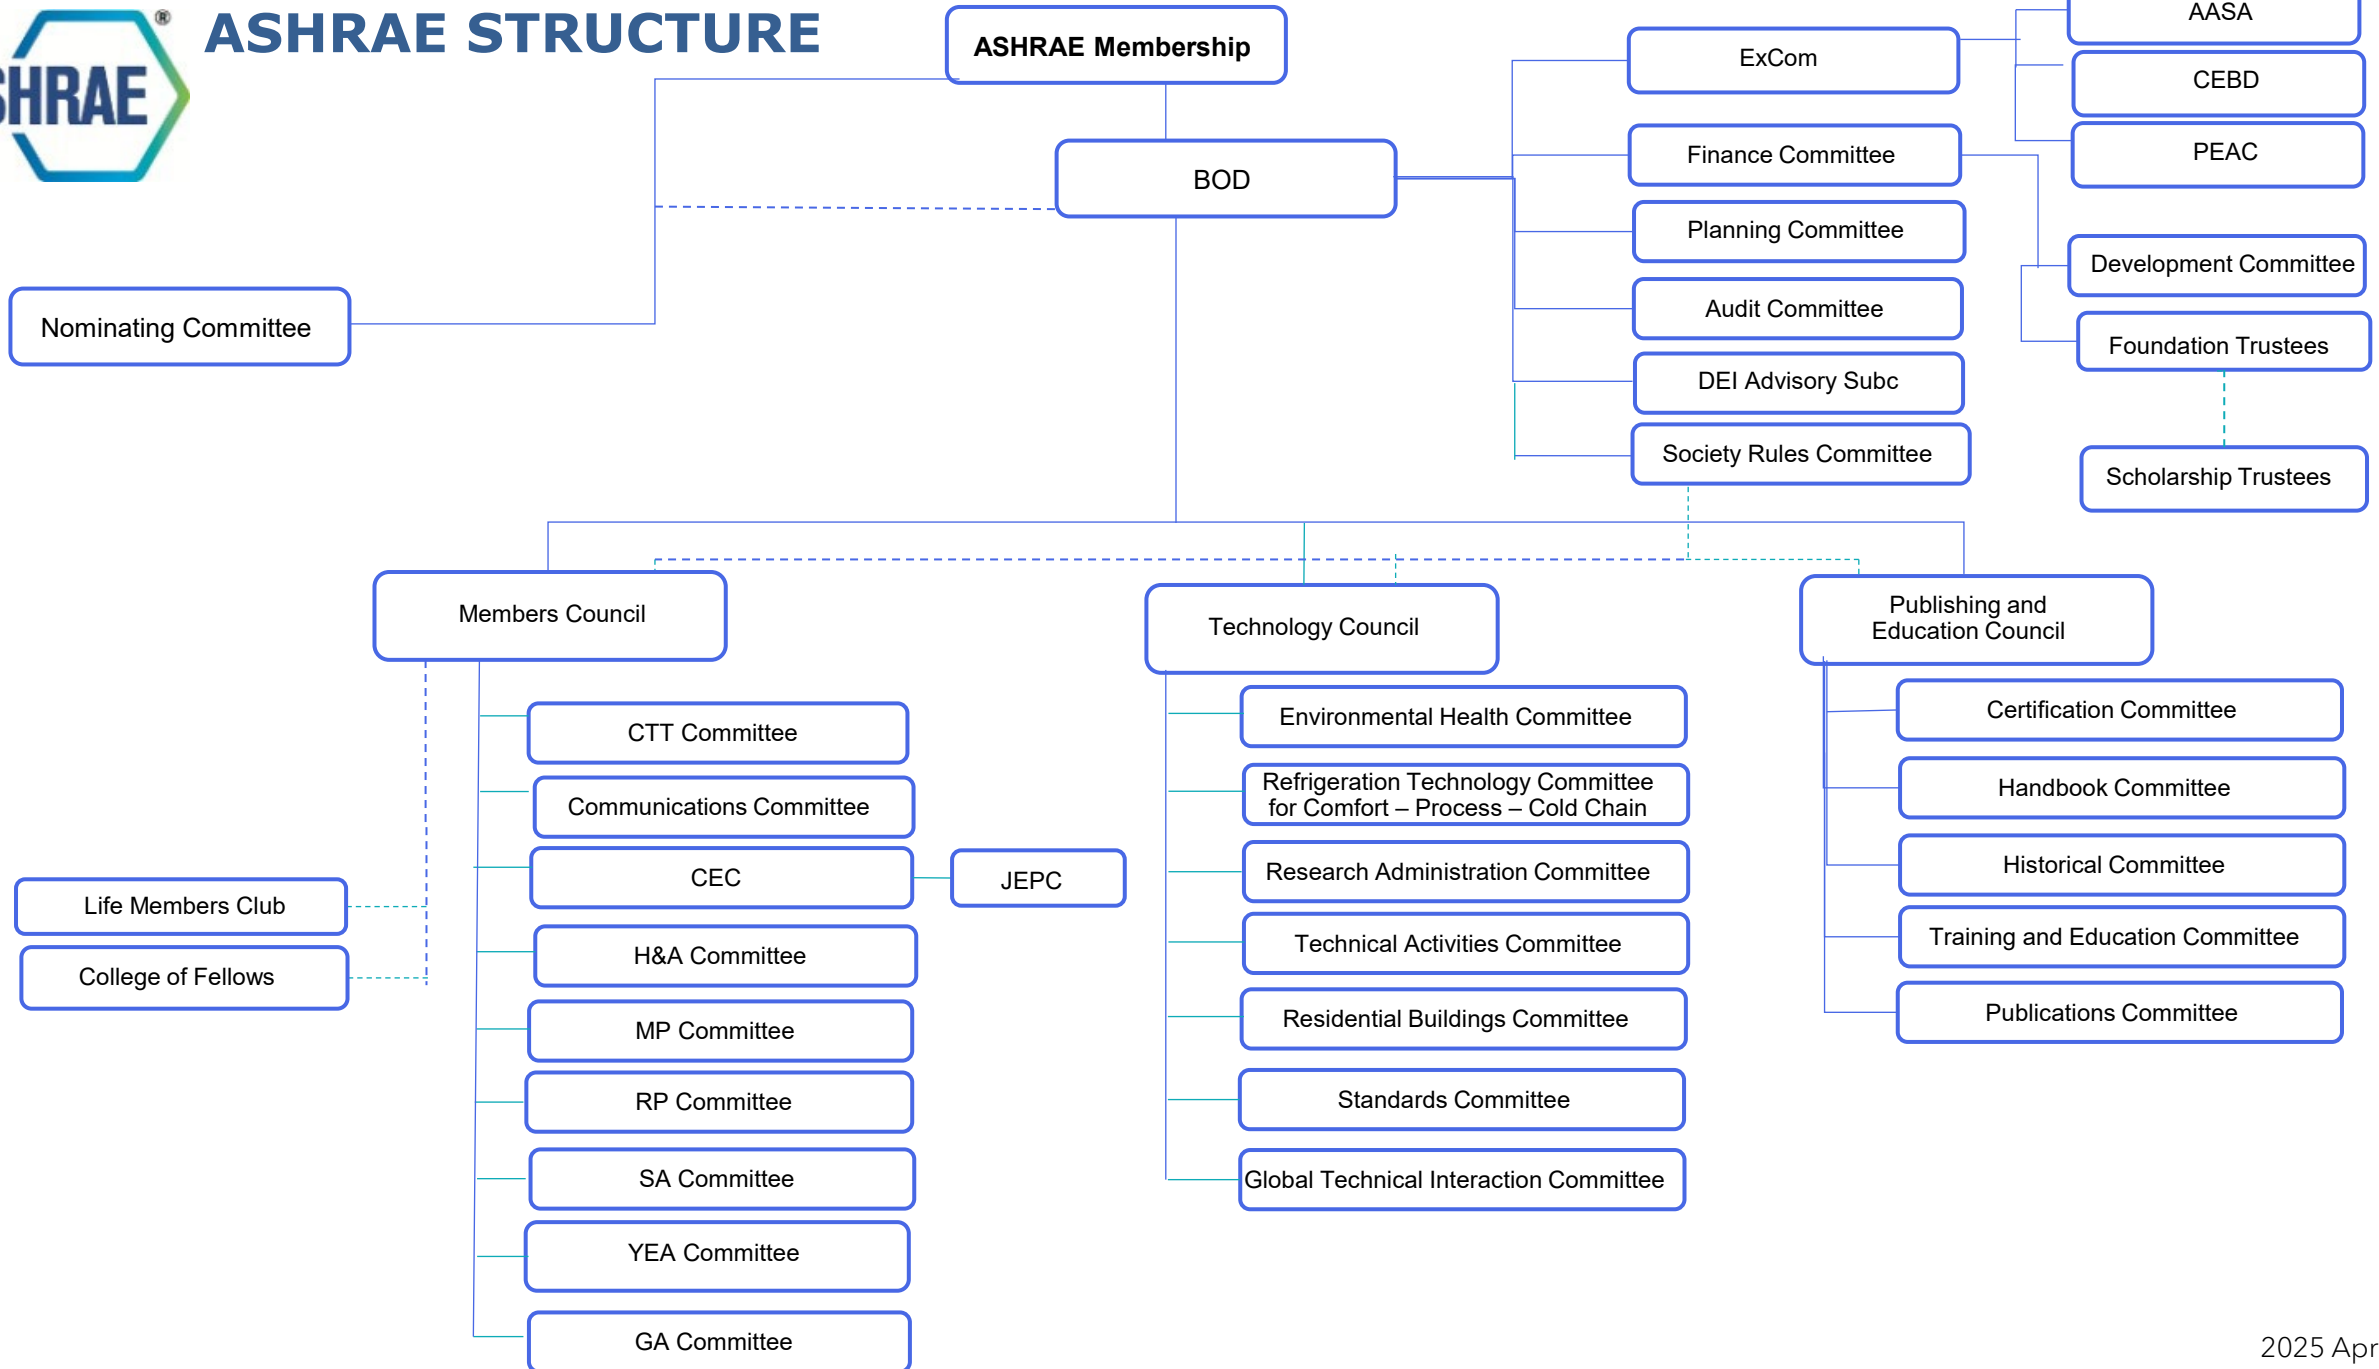 SHRAE
®
ASHRAE STRUCTURE
ASHRAE Membership
BOD
Nominating Committee
ExCom
Finance Committee
Planning Committee
Audit Committee
DEI Advisory Subc
Society Rules Committee
AASA
CEBD
PEAC
Development Committee
Foundation Trustees
Scholarship Trustees
Members Council
CTT Committee
Communications Committee
CEC
JEPC
H&A Committee
MP Committee
RP Committee
SA Committee
YEA Committee
GA Committee
Life Members Club
College of Fellows
Technology Council
Environmental Health Committee
Refrigeration Technology Committee
for Comfort – Process – Cold Chain
Research Administration Committee
Technical Activities Committee
Residential Buildings Committee
Standards Committee
Global Technical Interaction Committee
Publishing and
Education Council
Certification Committee
Handbook Committee
Historical Committee
Training and Education Committee
Publications Committee
2025 Apr